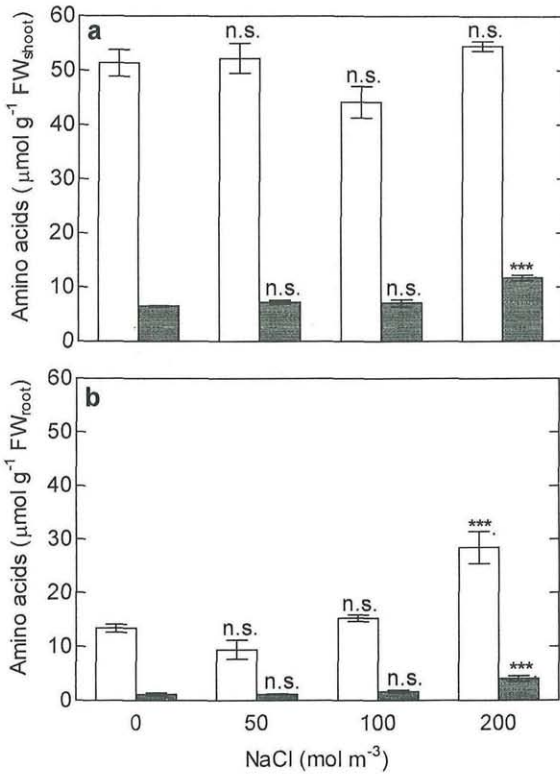 a
Amino acids (μmol g⁻¹ FWshoot)
60
50
40
30
20
10
0
n.s.
n.s.
n.s.
n.s.
n.s.
***
b
Amino acids (μmol g⁻¹ FWroot)
60
50
40
30
20
10
0
n.s.
n.s.
n.s.
n.s.
***
***
0 50 100 200
NaCl (mol m⁻³)